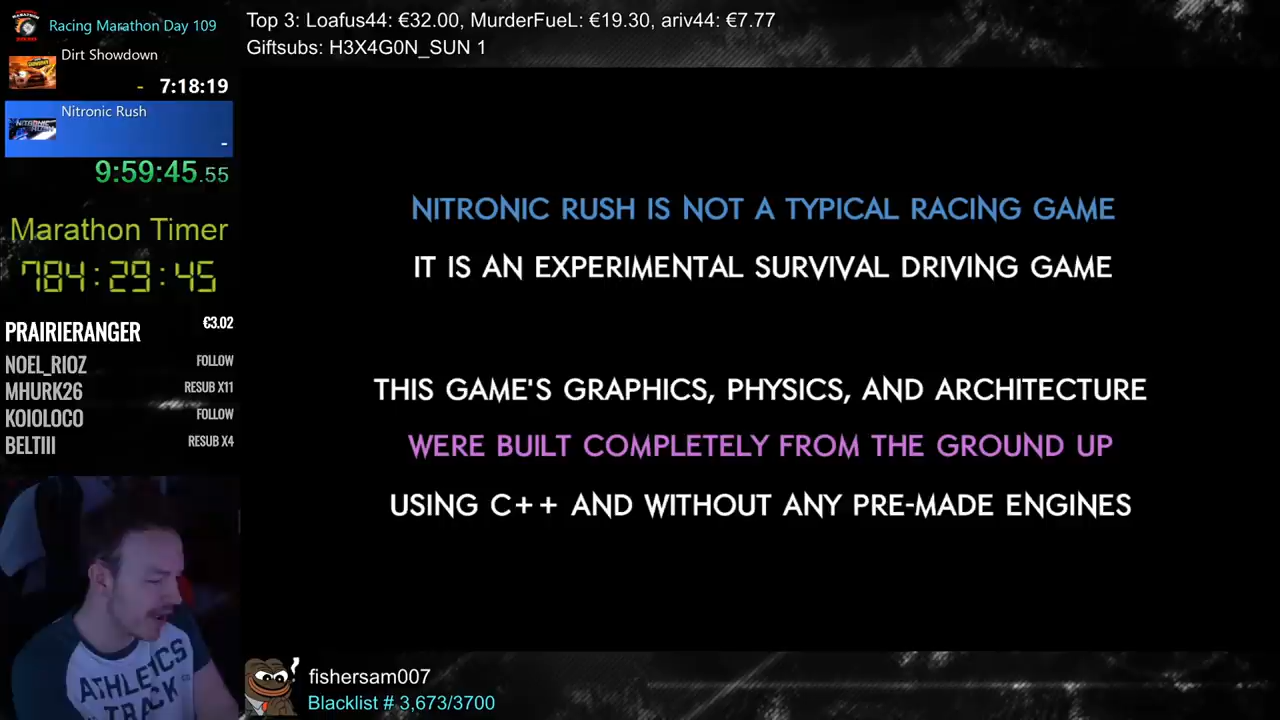 Racing Marathon Day 109
Dirt Showdown
- 7:18:19
Nitronic Rush
-
9:59:45.55
Marathon Timer
784:29:45
PRAIRIERANGER €3.02
NOEL_RIOZ FOLLOW
MHURK26 RESUB X11
KOIOLOCO FOLLOW
BELTIII RESUB X4
ATHLETICS
TRACK
Top 3: Loafus44: €32.00, MurderFueL: €19.30, ariv44: €7.77
Giftsubs: H3X4G0N_SUN 1
NITRONIC RUSH IS NOT A TYPICAL RACING GAME
IT IS AN EXPERIMENTAL SURVIVAL DRIVING GAME
THIS GAME'S GRAPHICS, PHYSICS, AND ARCHITECTURE
WERE BUILT COMPLETELY FROM THE GROUND UP
USING C++ AND WITHOUT ANY PRE-MADE ENGINES
fishersam007
Blacklist # 3,673/3700